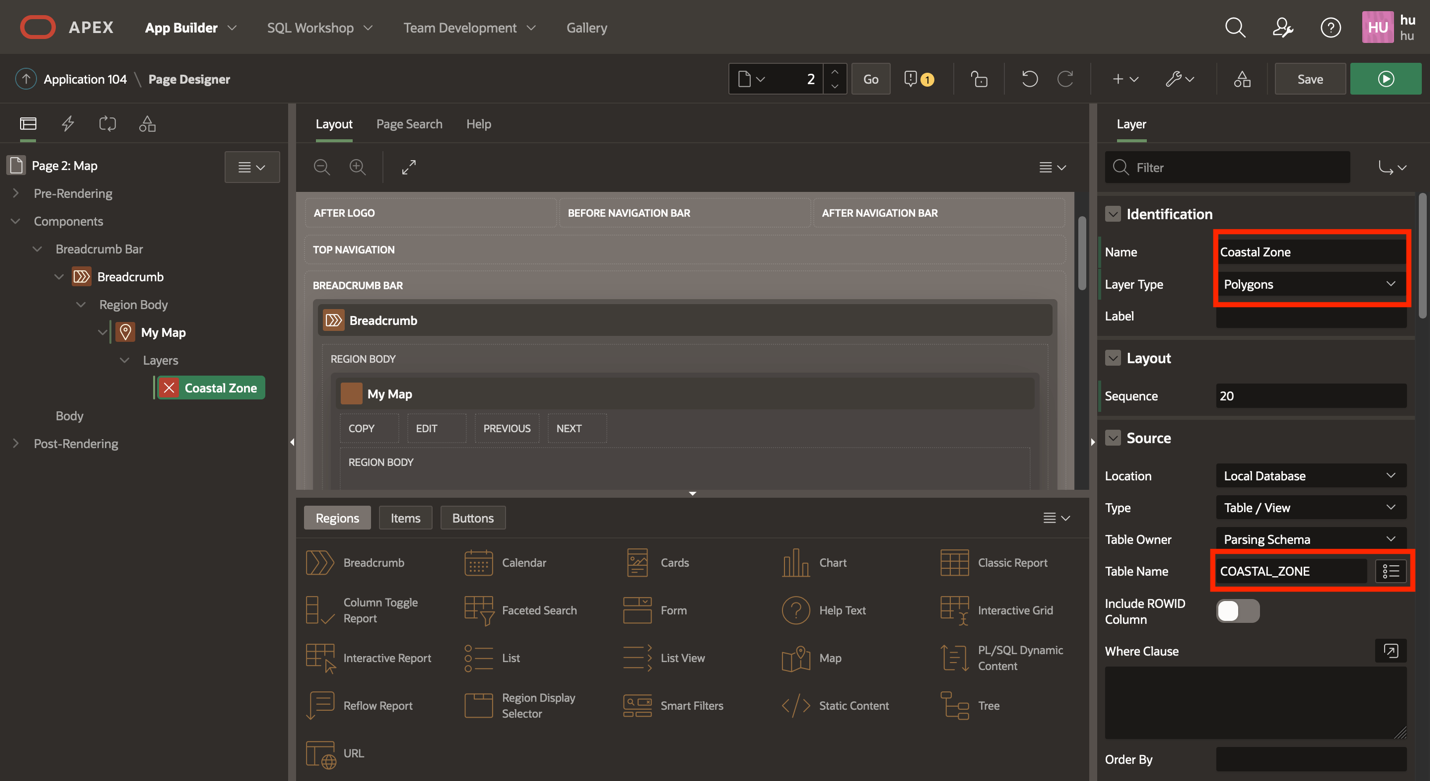 APEX
App Builder
SQL Workshop
Team Development
Gallery
HU
hu
hu
Application 104 \ Page Designer
2
Go
1
Save
Page 2: Map
Pre-Rendering
Components
Breadcrumb Bar
Breadcrumb
Region Body
My Map
Layers
Coastal Zone
Body
Post-Rendering
Layout
Page Search
Help
AFTER LOGO
BEFORE NAVIGATION BAR
AFTER NAVIGATION BAR
TOP NAVIGATION
BREADCRUMB BAR
Breadcrumb
REGION BODY
My Map
COPY
EDIT
PREVIOUS
NEXT
REGION BODY
Regions
Items
Buttons
Breadcrumb
Calendar
Cards
Chart
Classic Report
Column Toggle
Report
Faceted Search
Form
Help Text
Interactive Grid
Interactive Report
List
List View
Map
PL/SQL Dynamic
Content
Reflow Report
Region Display
Selector
Smart Filters
Static Content
Tree
URL
Layer
Filter
Identification
Name
Coastal Zone
Layer Type
Polygons
Label
Layout
Sequence
20
Source
Location
Local Database
Type
Table / View
Table Owner
Parsing Schema
Table Name
COASTAL_ZONE
Include ROWID
Column
Where Clause
Order By